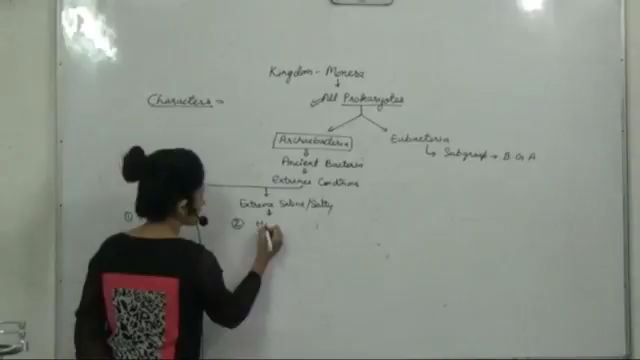 Kingdom - Monera
Characters =
All Prokaryotes
Archaebacteria
Eubacteria
Subgroup → B. G. A
Ancient Bacteria
Extreme Conditions
Extreme Saline/Salty
①
②